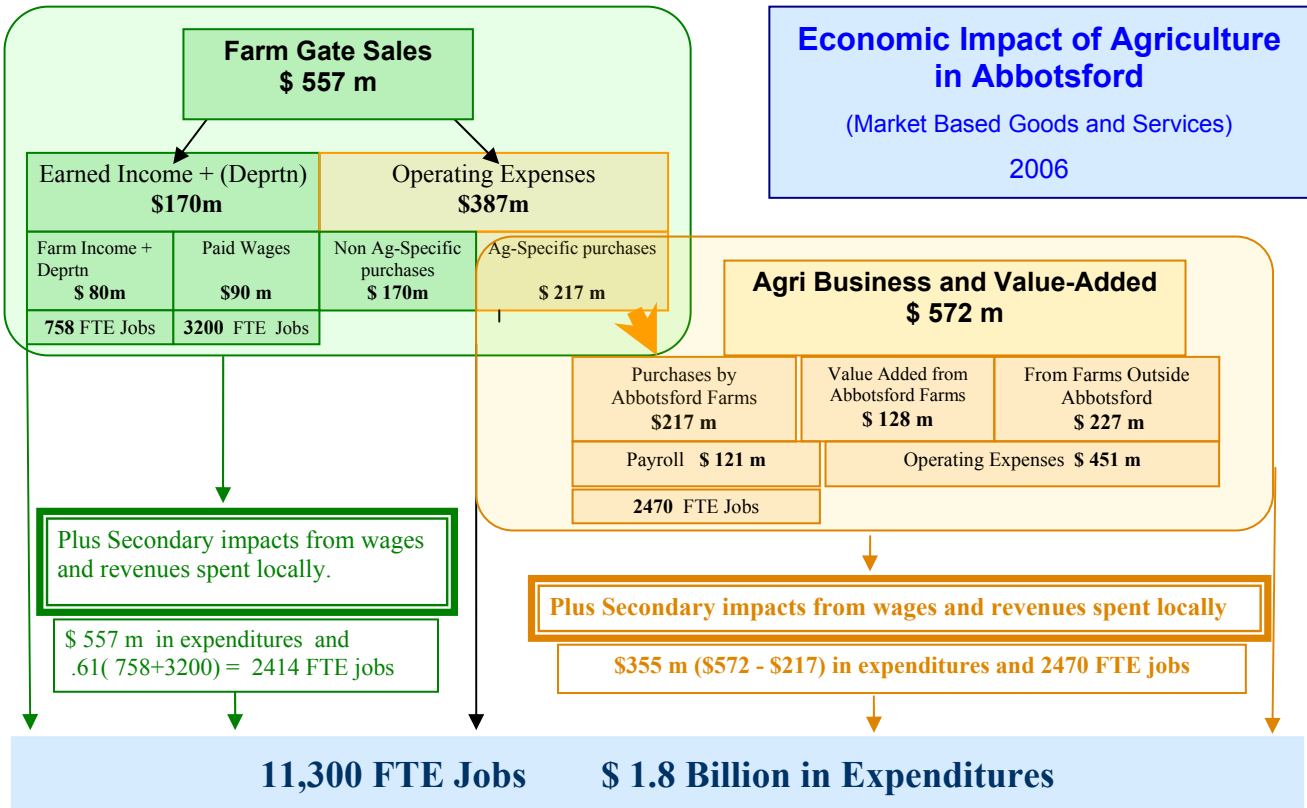 Farm Gate Sales
$ 557 m
Economic Impact of Agriculture
in Abbotsford
(Market Based Goods and Services)
2006
Earned Income + (Deprtn)
$170m
Operating Expenses
$387m
Farm Income +
Deprtn
$ 80m
Paid Wages
$90 m
Non Ag-Specific
purchases
$ 170m
Ag-Specific purchases
$ 217 m
758 FTE Jobs
3200 FTE Jobs
Agri Business and Value-Added
$ 572 m
Purchases by
Abbotsford Farms
$217 m
Value Added from
Abbotsford Farms
$ 128 m
From Farms Outside
Abbotsford
$ 227 m
Payroll $ 121 m
Operating Expenses $ 451 m
2470 FTE Jobs
Plus Secondary impacts from wages
and revenues spent locally.
$ 557 m in expenditures and
.61( 758+3200) = 2414 FTE jobs
Plus Secondary impacts from wages and revenues spent locally
$355 m ($572 - $217) in expenditures and 2470 FTE jobs
11,300 FTE Jobs $ 1.8 Billion in Expenditures